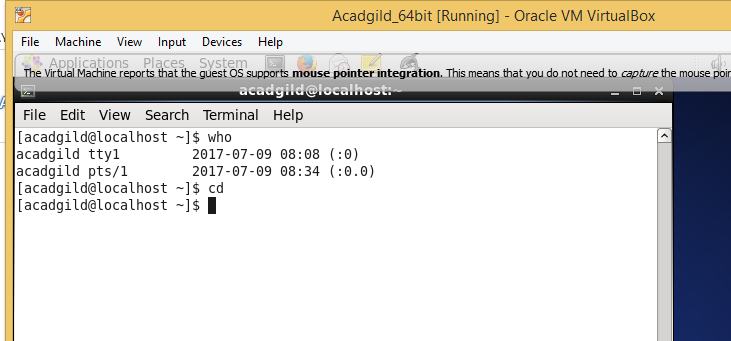 Acadgild_64bit [Running] - Oracle VM VirtualBox
File Machine View Input Devices Help
Applications Places System
The Virtual Machine reports that the guest OS supports mouse pointer integration. This means that you do not need to capture the mouse poin
acadgild@localhost:~
File Edit View Search Terminal Help
[acadgild@localhost ~]$ who
acadgild tty1 2017-07-09 08:08 (:0)
acadgild pts/1 2017-07-09 08:34 (:0.0)
[acadgild@localhost ~]$ cd
[acadgild@localhost ~]$